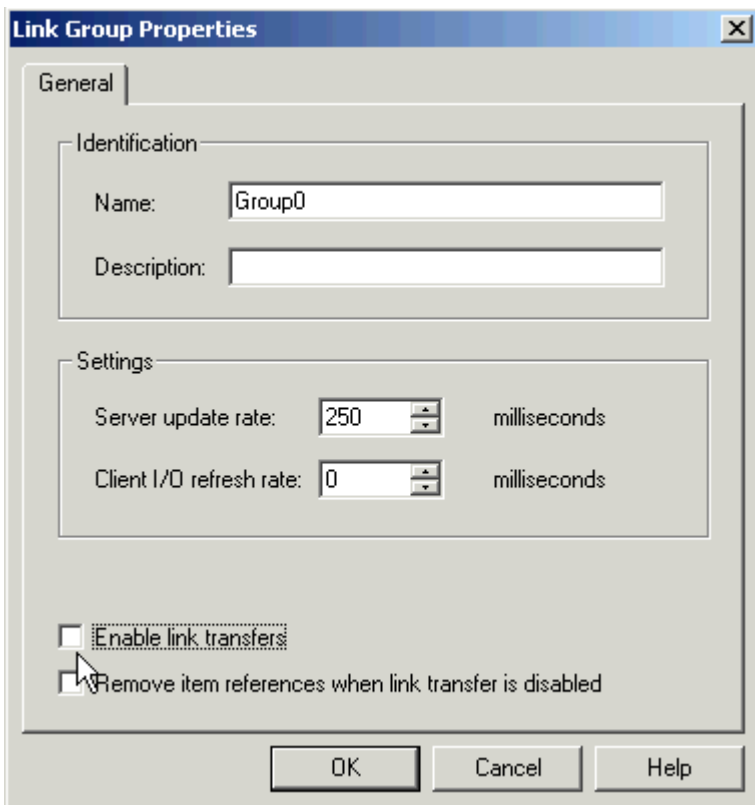 Link Group Properties
General
Identification
Name: Group0
Description:
Settings
Server update rate: 250 milliseconds
Client I/O refresh rate: 0 milliseconds
Enable link transfers
Remove item references when link transfer is disabled
OK Cancel Help